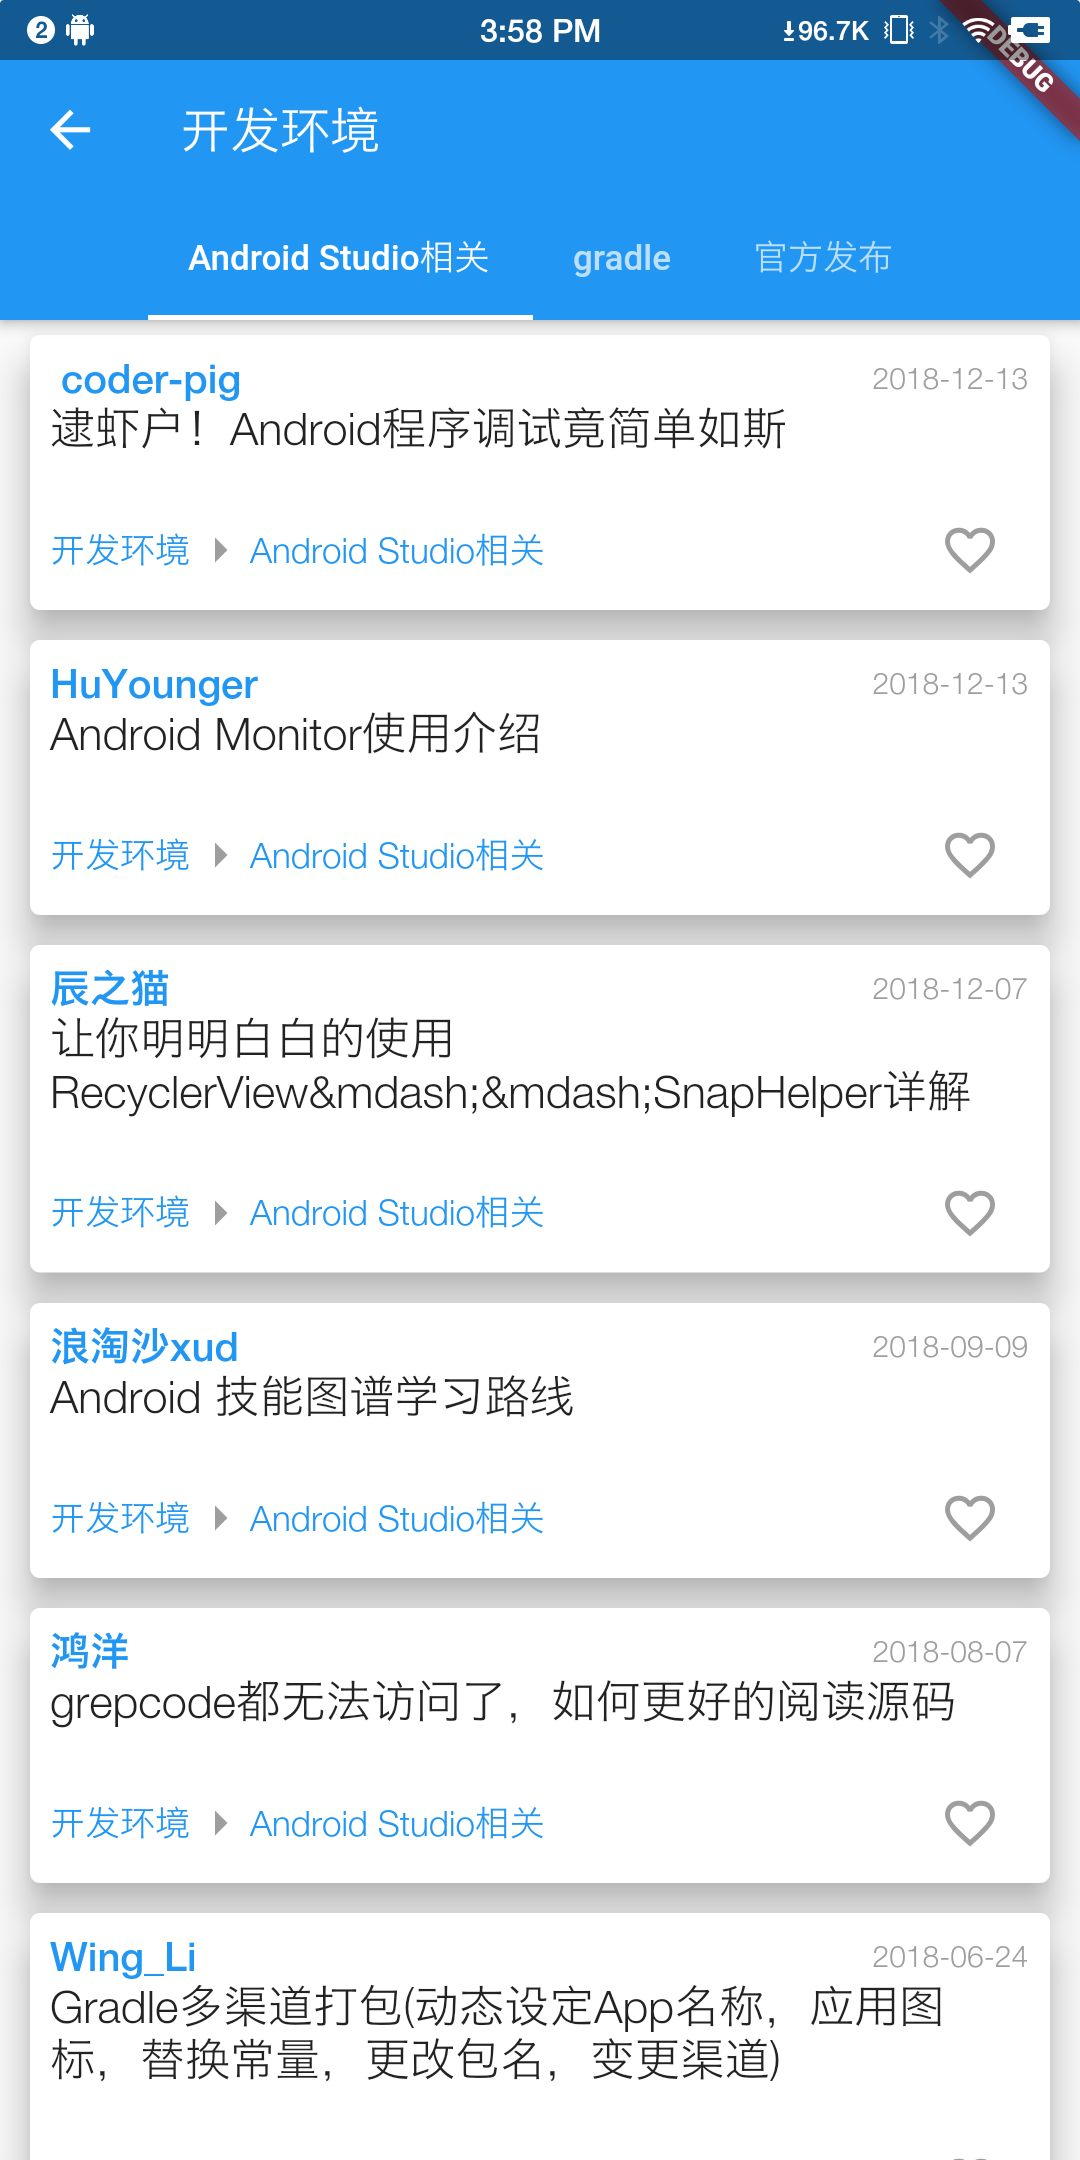 2
3:58 PM
96.7K
DEBUG
开发环境
Android Studio相关
gradle
官方发布
coder-pig
2018-12-13
逮虾户！Android程序调试竟简单如斯
开发环境
Android Studio相关
HuYounger
2018-12-13
Android Monitor使用介绍
开发环境
Android Studio相关
辰之猫
2018-12-07
让你明明白白的使用
RecyclerView&mdash;&mdash;SnapHelper详解
开发环境
Android Studio相关
浪淘沙xud
2018-09-09
Android 技能图谱学习路线
开发环境
Android Studio相关
鸿洋
2018-08-07
grepcode都无法访问了，如何更好的阅读源码
开发环境
Android Studio相关
Wing_Li
2018-06-24
Gradle多渠道打包(动态设定App名称，应用图
标，替换常量，更改包名，变更渠道)